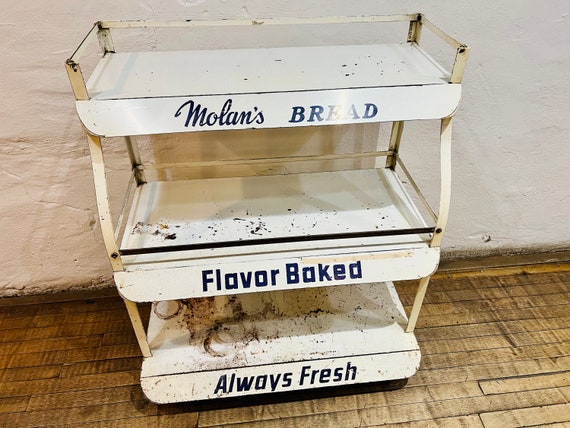 Molan's BREAD
Flavor Baked
Always Fresh